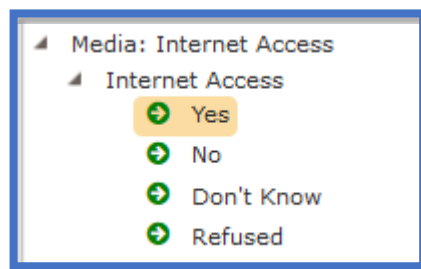 Media: Internet Access
Internet Access
Yes
No
Don't Know
Refused